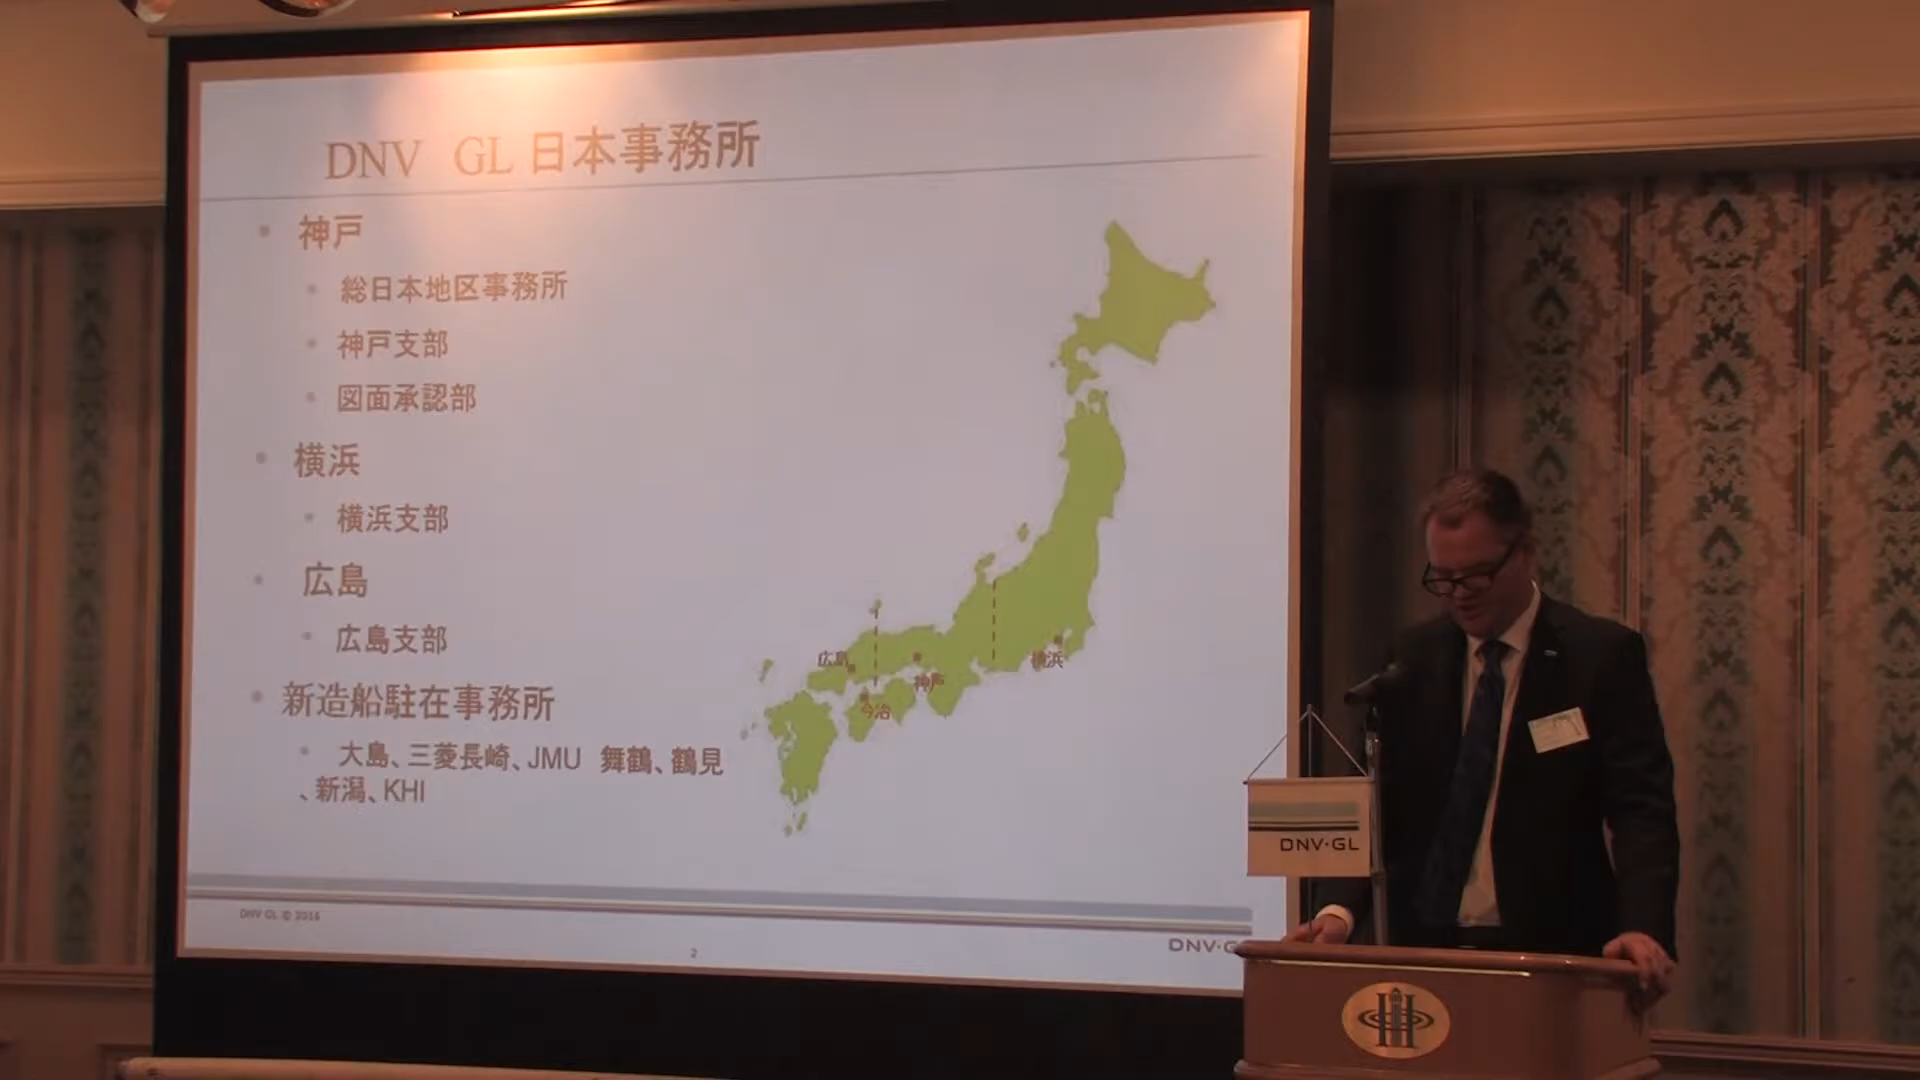 DNV GL 日本事務所
• 神戸
• 総日本地区事務所
• 神戸支部
• 図面承認部
• 横浜
• 横浜支部
• 広島
• 広島支部
• 新造船駐在事務所
• 大島、三菱長崎、JMU 舞鶴、鶴見
、新潟、KHI
広島
神戸
横浜
今治
DNV GL © 2016
2
DNV·G
DNV·GL